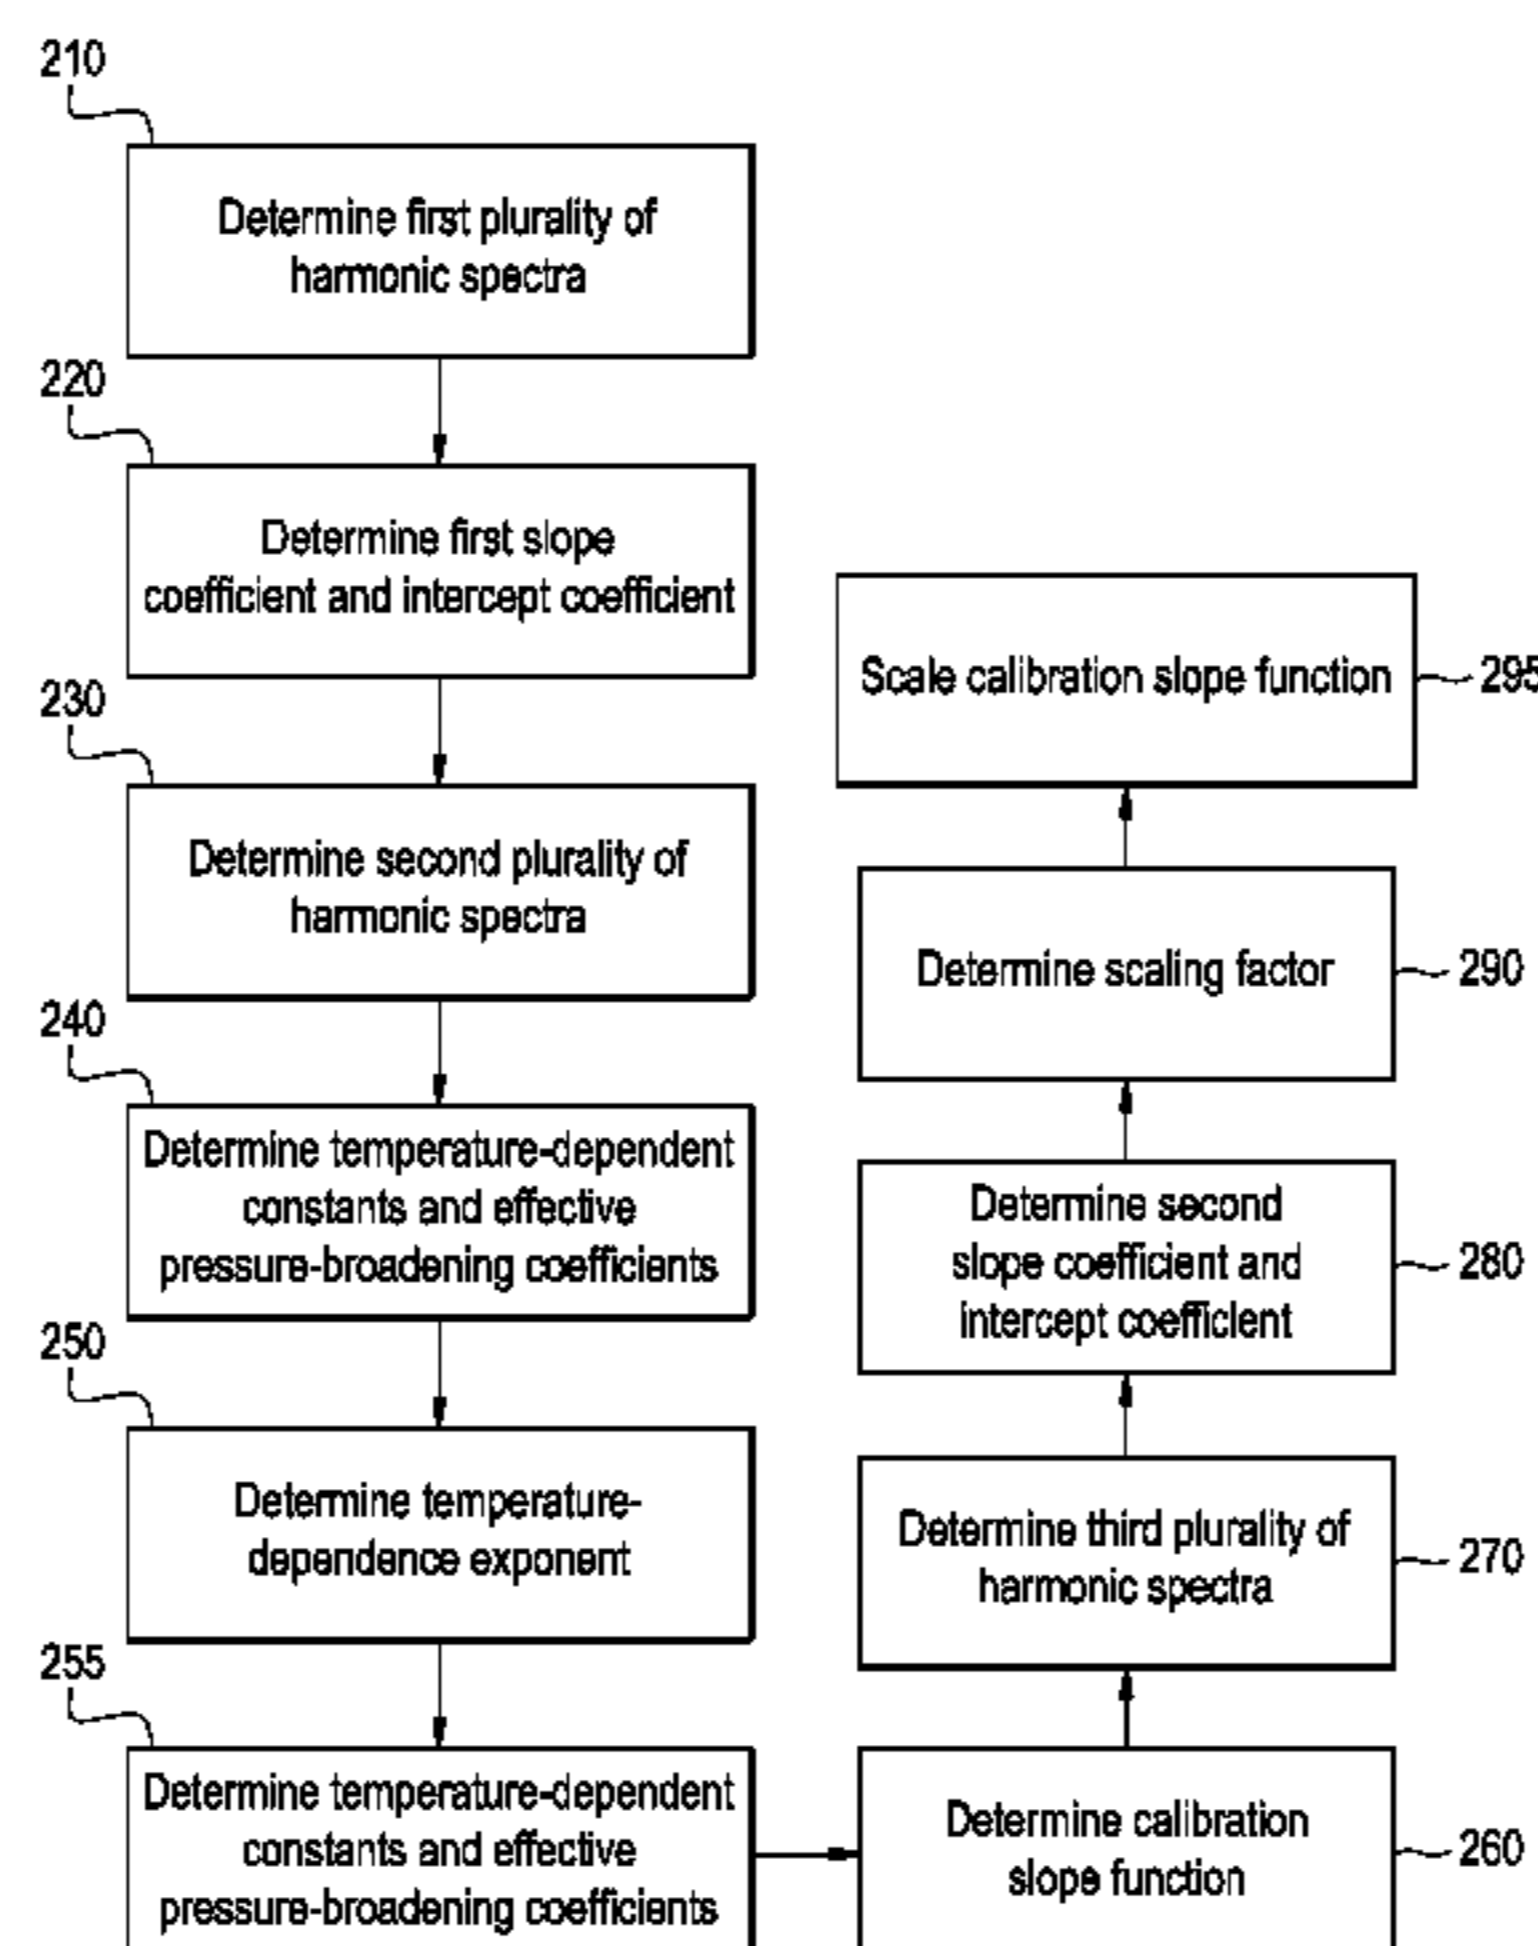 210
Determine first plurality of
harmonic spectra
220
Determine first slope
coefficient and intercept coefficient
230
Determine second plurality of
harmonic spectra
240
Determine temperature-dependent
constants and effective
pressure-broadening coefficients
250
Determine temperature-
dependence exponent
255
Determine temperature-dependent
constants and effective
pressure-broadening coefficients
Determine calibration
slope function
260
Determine third plurality of
harmonic spectra
270
Determine second
slope coefficient and
intercept coefficient
280
Determine scaling factor
290
Scale calibration slope function
295